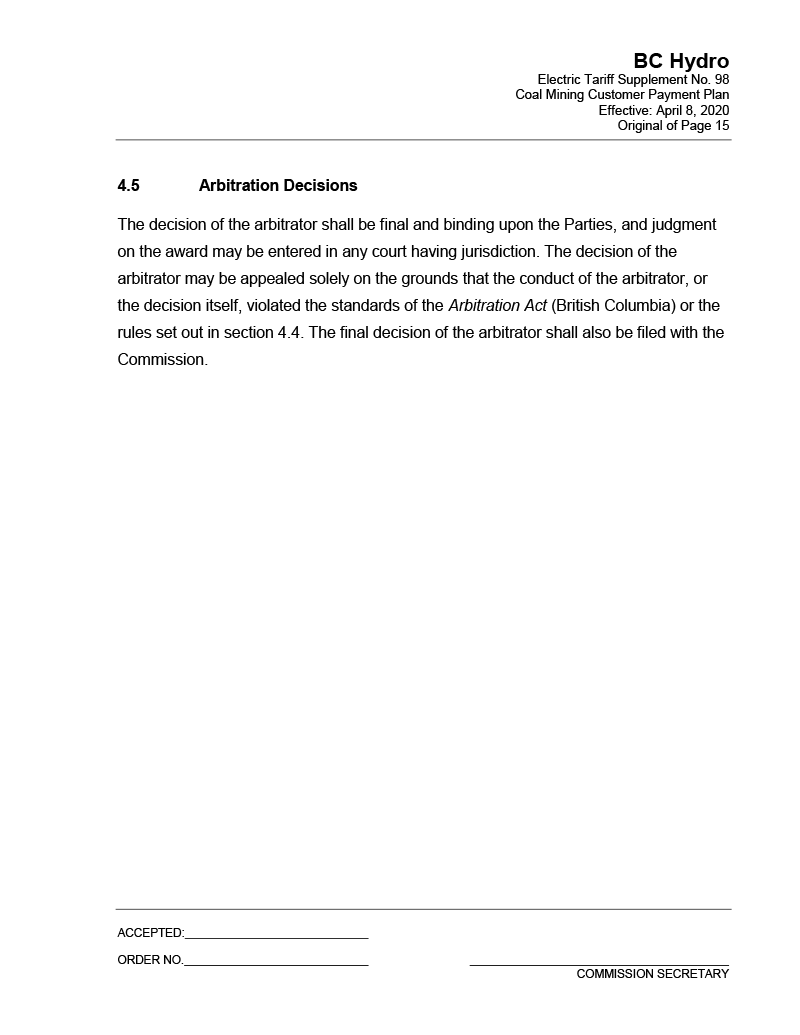 BC Hydro
Electric Tariff Supplement No. 98
Coal Mining Customer Payment Plan
Effective: April 8, 2020
Original of Page 15
4.5 Arbitration Decisions
The decision of the arbitrator shall be final and binding upon the Parties, and judgment
on the award may be entered in any court having jurisdiction. The decision of the
arbitrator may be appealed solely on the grounds that the conduct of the arbitrator, or
the decision itself, violated the standards of the Arbitration Act (British Columbia) or the
rules set out in section 4.4. The final decision of the arbitrator shall also be filed with the
Commission.
ACCEPTED:
ORDER NO.
COMMISSION SECRETARY